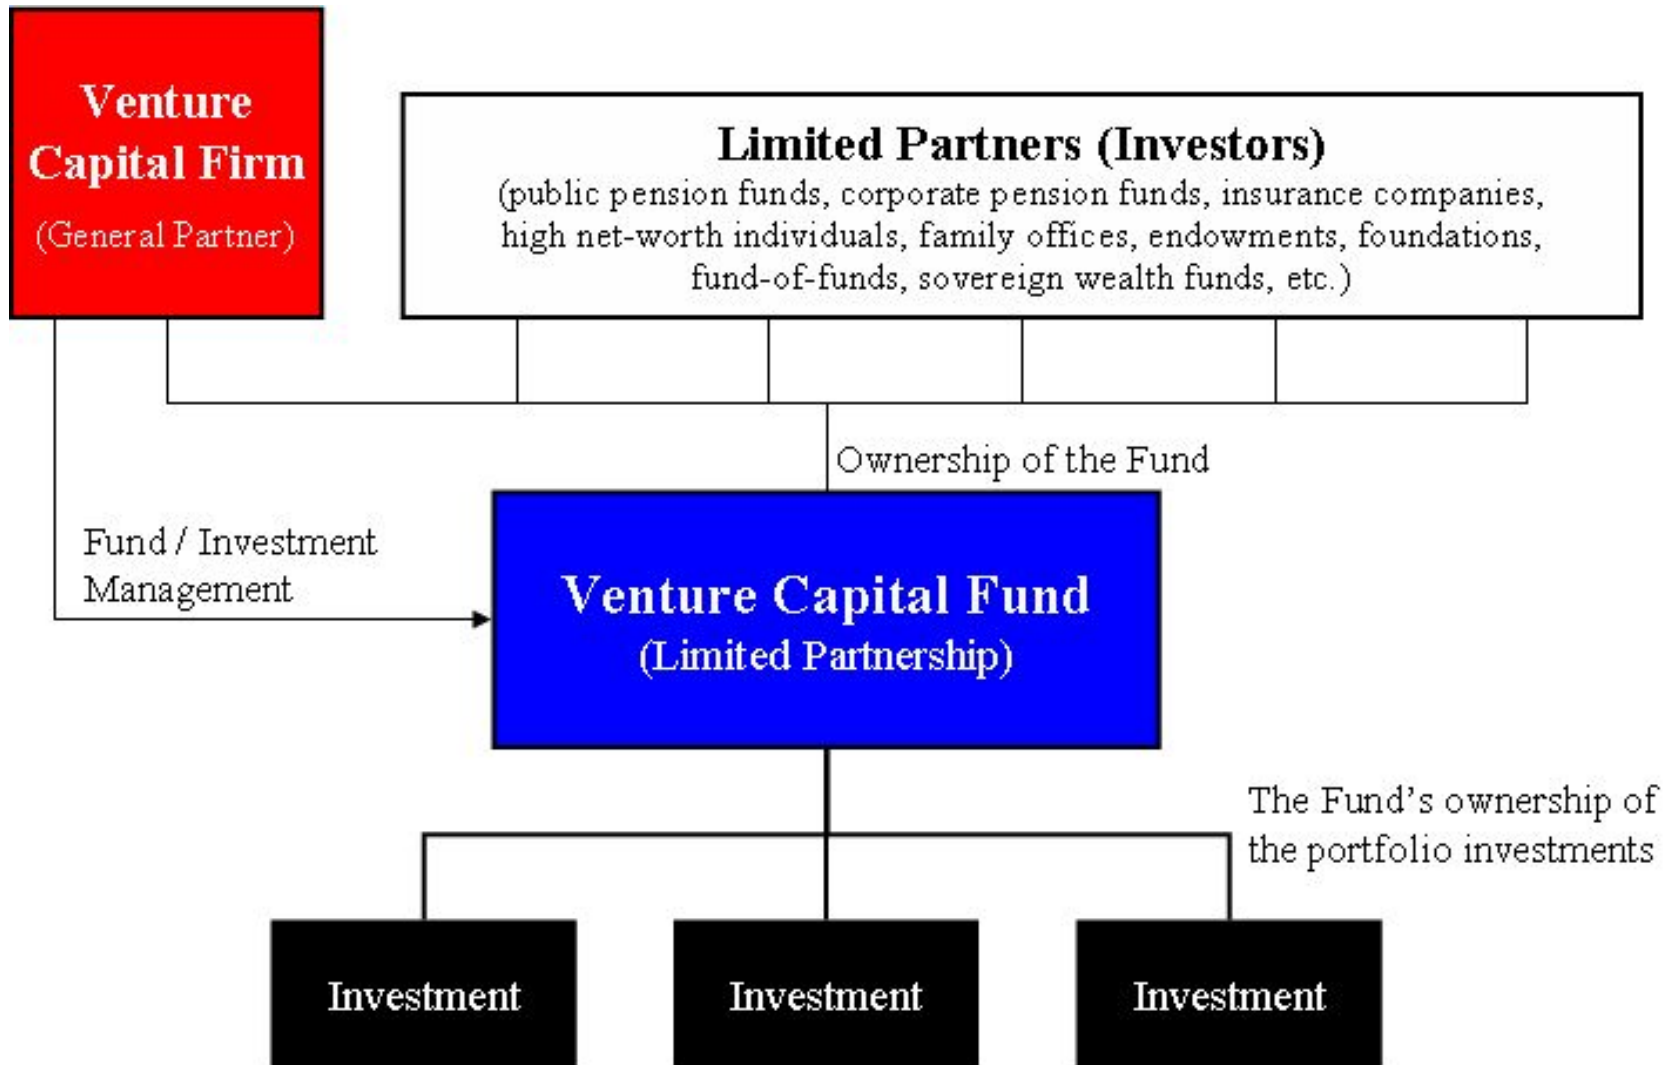 Venture
Capital Firm
(General Partner)
Limited Partners (Investors)
(public pension funds, corporate pension funds, insurance companies,
high net-worth individuals, family offices, endowments, foundations,
fund-of-funds, sovereign wealth funds, etc.)
Ownership of the Fund
Fund / Investment
Management
Venture Capital Fund
(Limited Partnership)
The Fund’s ownership of
the portfolio investments
Investment
Investment
Investment